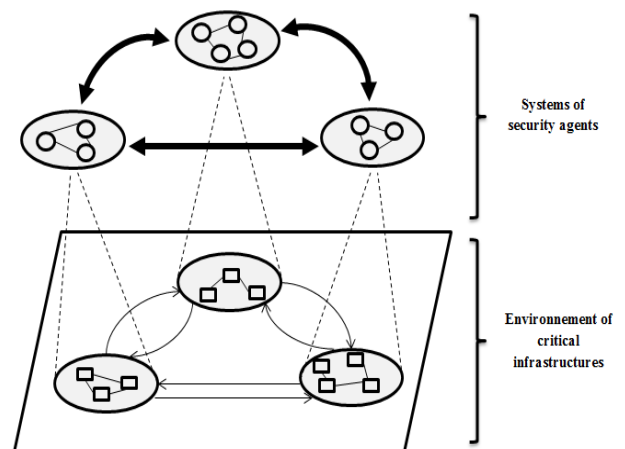 Systems of
security agents
Environnement of
critical
infrastructures